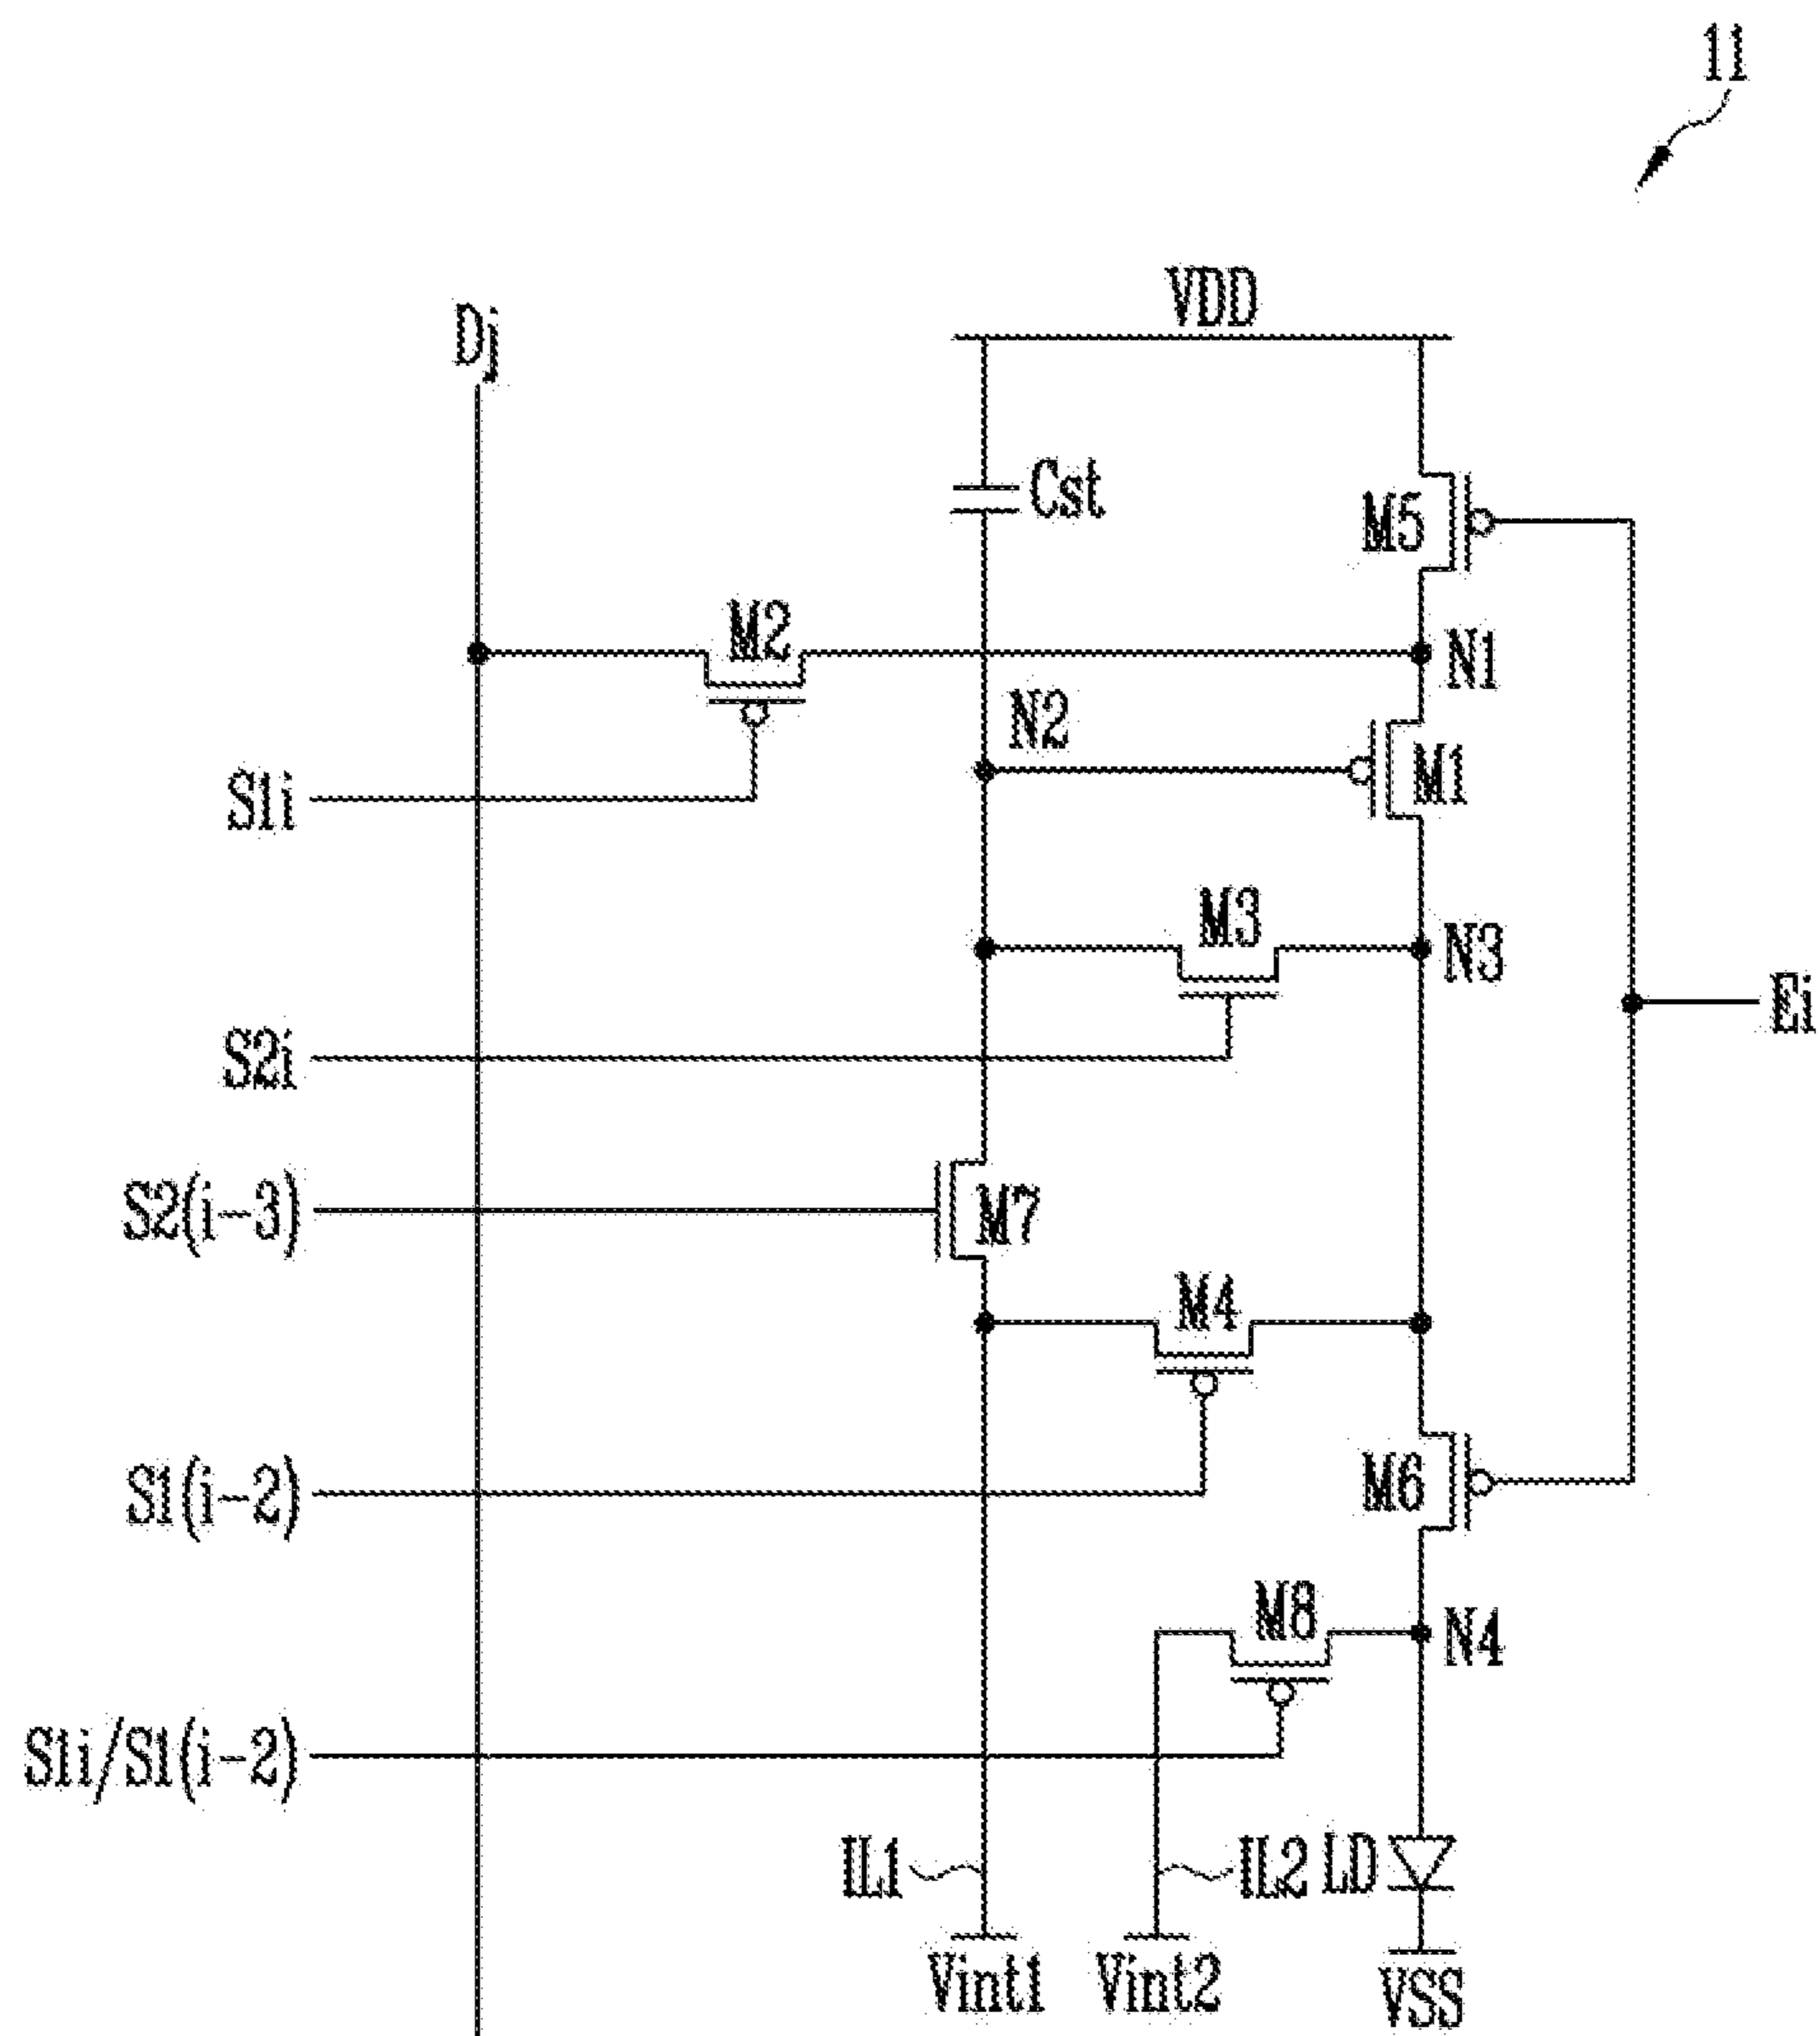 11
VDD
Dj
Cst
M5
M2
N1
N2
M1
S1i
M3
N3
Ei
S2i
S2(i-3)
M7
M4
S1(i-2)
M6
M8
N4
S1i/S1(i-2)
IL1
IL2
LD
Vint1
Vint2
VSS